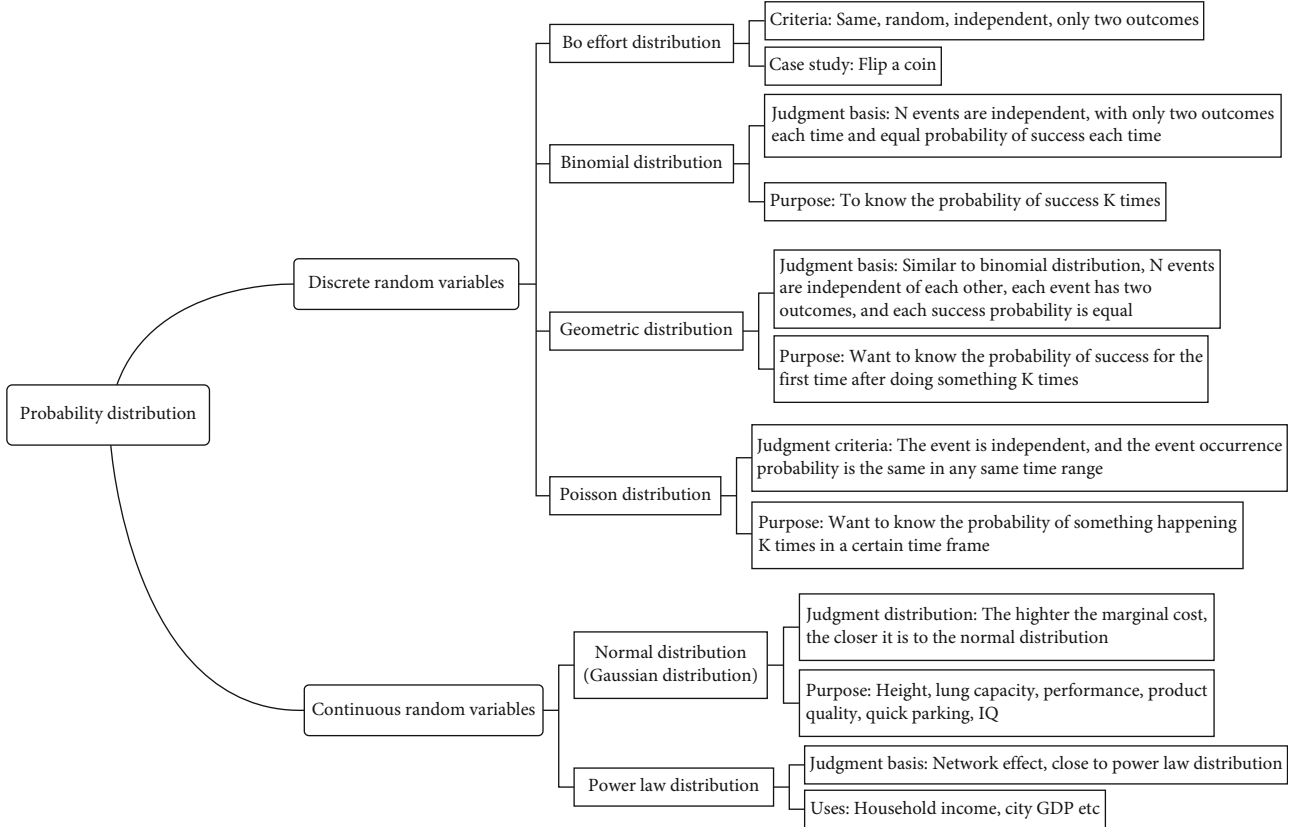 Probability distribution
Discrete random variables
Bo effort distribution
Criteria: Same, random, independent, only two outcomes
Case study: Flip a coin
Binomial distribution
Judgment basis: N events are independent, with only two outcomes
each time and equal probability of success each time
Purpose: To know the probability of success K times
Geometric distribution
Judgment basis: Similar to binomial distribution, N events
are independent of each other, each event has two
outcomes, and each success probability is equal
Purpose: Want to know the probability of success for the
first time after doing something K times
Poisson distribution
Judgment criteria: The event is independent, and the event occurrence
probability is the same in any same time range
Purpose: Want to know the probability of something happening
K times in a certain time frame
Continuous random variables
Normal distribution
(Gaussian distribution)
Judgment distribution: The highter the marginal cost,
the closer it is to the normal distribution
Purpose: Height, lung capacity, performance, product
quality, quick parking, IQ
Power law distribution
Judgment basis: Network effect, close to power law distribution
Uses: Household income, city GDP etc